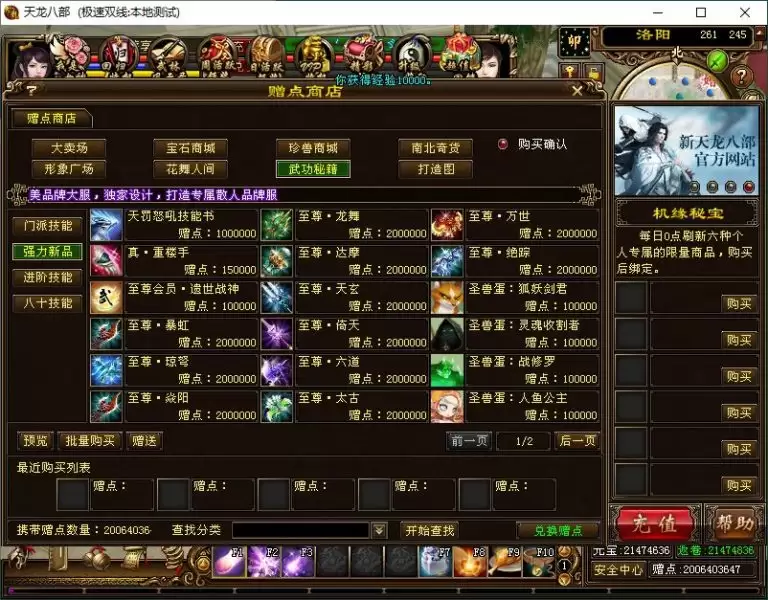 天龙八部 (极速双线:本地测试)
洛阳 261 245
北
卯
你获得经验10000。
?
赠点商店
赠点商店
大卖场
宝石商城
珍兽商城
南北奇货
购买确认
形象广场
花舞人间
武功秘籍
打造图
美品牌大服，独家设计，打造专属散人品牌服
门派技能
强力新品
进阶技能
八十技能
天罚怒吼技能书
赠点：1000000
至尊·龙舞
赠点：2000000
至尊·万世
赠点：2000000
真·重楼手
赠点：150000
至尊·达摩
赠点：2000000
至尊·绝踪
赠点：2000000
至尊会员·遗世战神
赠点：100000
至尊·天玄
赠点：2000000
圣兽蛋：狐妖剑君
赠点：100000
至尊·暴虹
赠点：2000000
至尊·倚天
赠点：2000000
圣兽蛋：灵魂收割者
赠点：100000
至尊·琼弩
赠点：2000000
至尊·六道
赠点：2000000
圣兽蛋：战修罗
赠点：100000
至尊·焱阳
赠点：2000000
至尊·太古
赠点：2000000
圣兽蛋：人鱼公主
赠点：100000
预览
批量购买
赠送
前一页
1/2
后一页
最近购买列表
赠点：
赠点：
赠点：
赠点：
赠点：
携带赠点数量：20064036
查找分类
开始查找
兑换赠点
新天龙八部
官方网站
机缘秘宝
每日0点刷新六种个
人专属的限量商品，购买
后绑定。
购买
购买
购买
购买
购买
购买
充值
帮助
F1 F2 F3 F7 F8 F9 F10
1
元宝:21474836
安全中心
赠点:2006403647